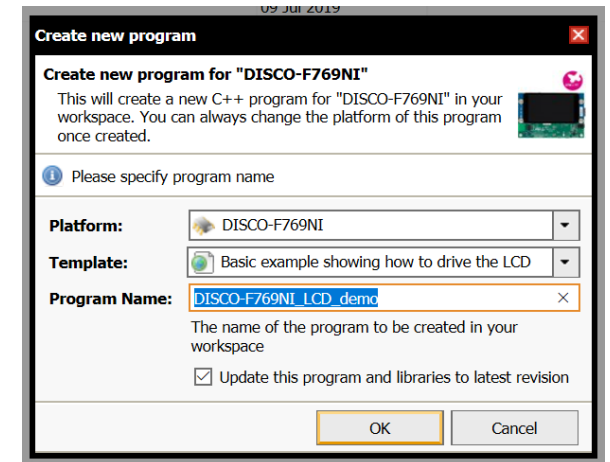 09 Jul 2019
Create new program
Create new program for "DISCO-F769NI"
This will create a new C++ program for "DISCO-F769NI" in your
workspace. You can always change the platform of this program
once created.
Please specify program name
Platform: DISCO-F769NI
Template: Basic example showing how to drive the LCD
Program Name: DISCO-F769NI_LCD_demo
The name of the program to be created in your
workspace
Update this program and libraries to latest revision
OK Cancel